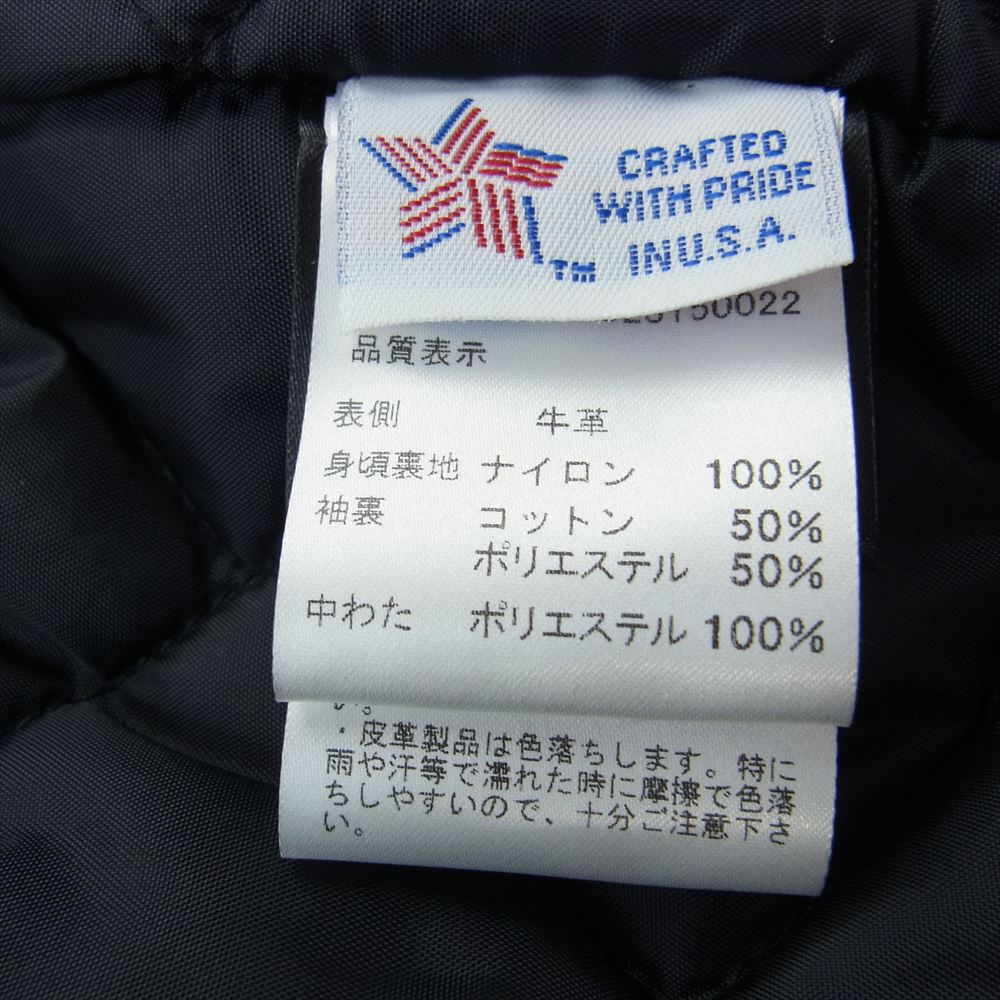 CRAFTED
WITH PRIDE
IN U.S.A.
TM
50022
品質表示
表側 牛革
身頃裏地 ナイロン 100%
袖裏 コットン 50%
ポリエステル 50%
中わた ポリエステル 100%
い。
・皮革製品は色落ちします。特に
雨や汗等で濡れた時に摩擦で色落
ちしやすいので、十分ご注意下さ
い。